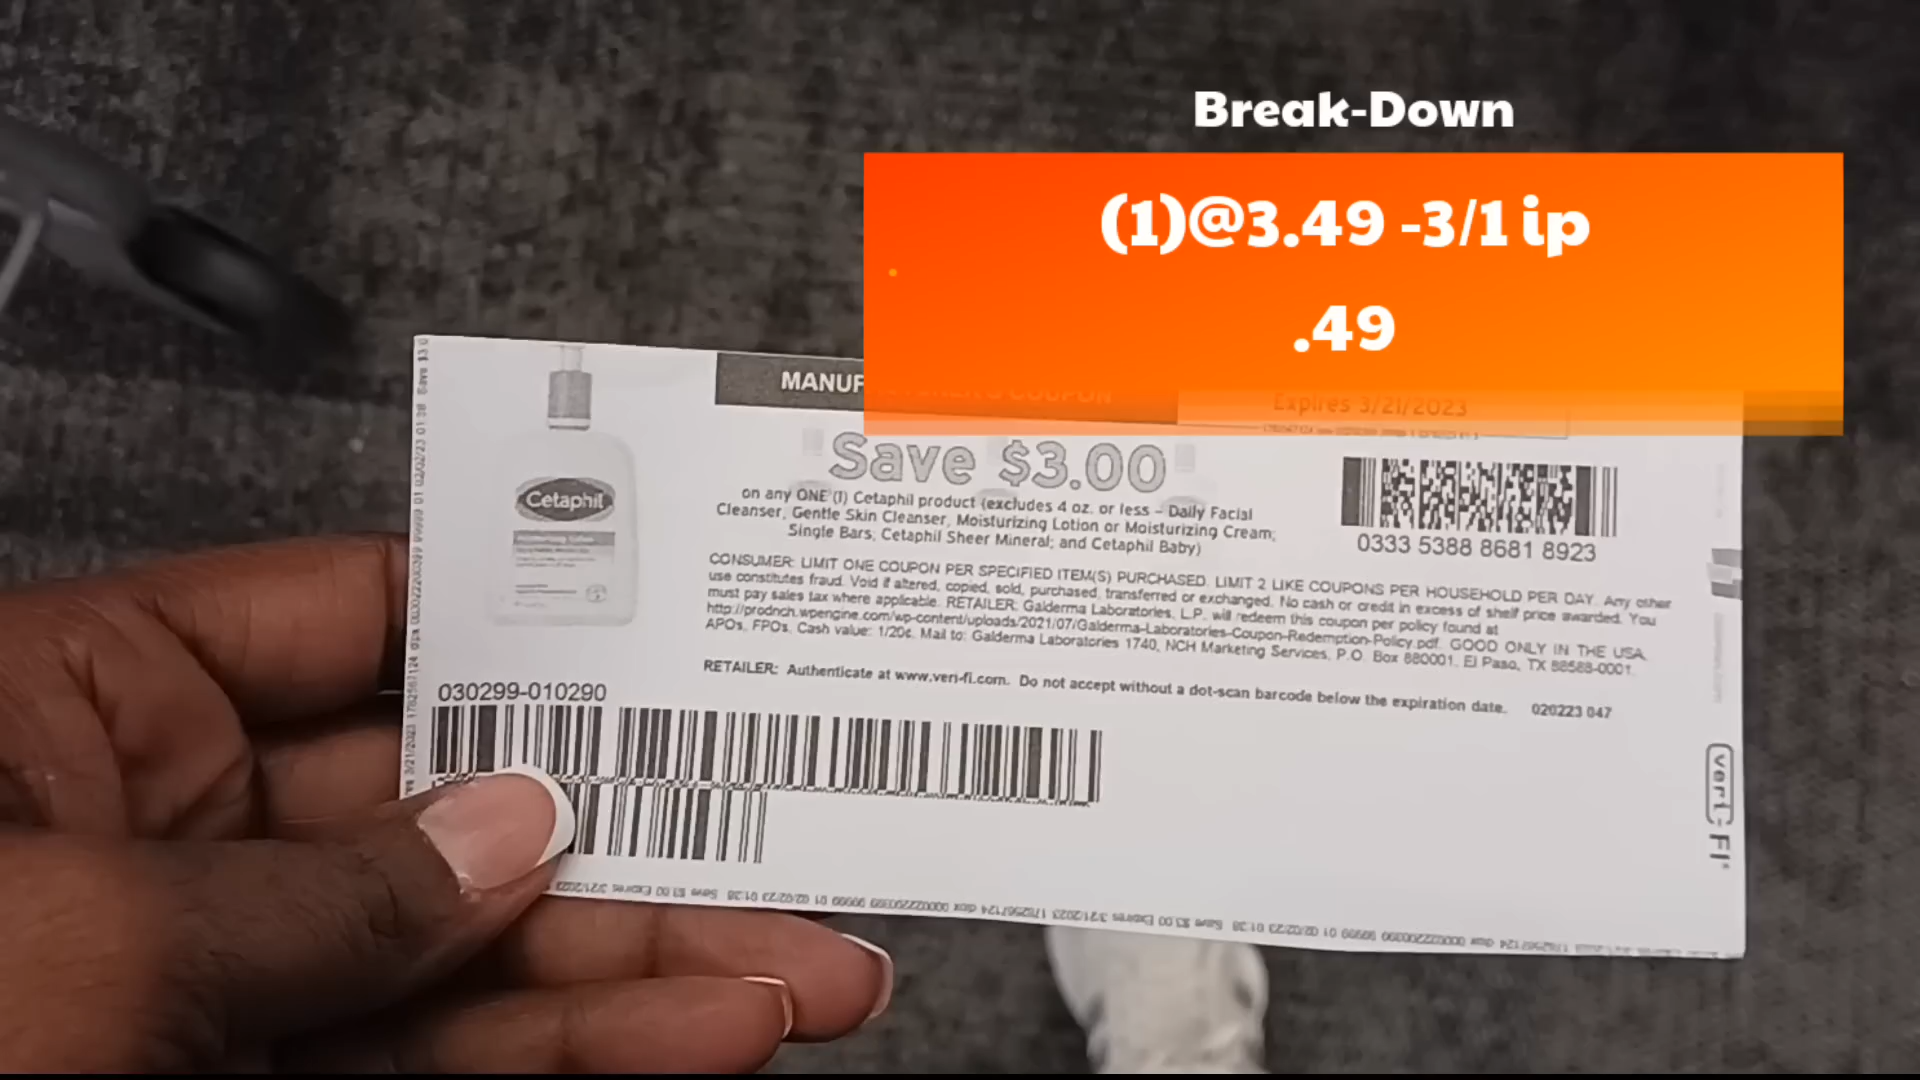 Break-Down
(1)@3.49 -3/1 ip
.49
MANUFACTURER'S COUPON
Expires 3/21/2023
Save $3.00
on any ONE (1) Cetaphil product (excludes 4 oz. or less - Daily Facial
Cleanser, Gentle Skin Cleanser, Moisturizing Lotion or Moisturizing Cream;
Single Bars; Cetaphil Sheer Mineral; and Cetaphil Baby)
0333 5388 8681 8923
Cetaphil
Moisturizing Lotion
CONSUMER: LIMIT ONE COUPON PER SPECIFIED ITEM(S) PURCHASED. LIMIT 2 LIKE COUPONS PER HOUSEHOLD PER DAY. Any other
use constitutes fraud. Void if altered, copied, sold, purchased, transferred or exchanged. No cash or credit in excess of shelf price awarded. You
must pay sales tax where applicable. RETAILER: Galderma Laboratories, L.P. will redeem this coupon per policy found at
http://prodnch.wpengine.com/wp-content/uploads/2021/07/Galderma-Laboratories-Coupon-Redemption-Policy.pdf. GOOD ONLY IN THE USA,
APOs, FPOs. Cash value: 1/20¢. Mail to: Galderma Laboratories 1740, NCH Marketing Services, P.O. Box 880001, El Paso, TX 88588-0001.
RETAILER: Authenticate at www.veri-fi.com. Do not accept without a dot-scan barcode below the expiration date. 020223 047
030299-010290
veri-FI